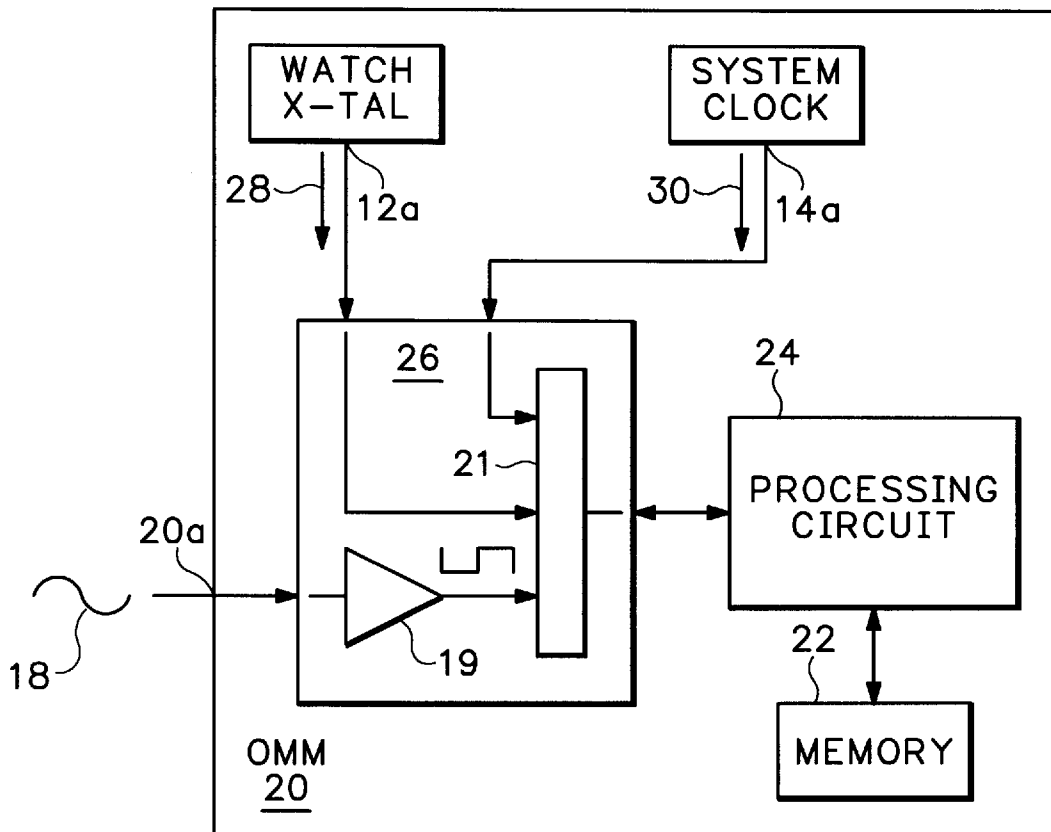 WATCH
X-TAL
SYSTEM
CLOCK
28
12a
30
14a
26
24
21
PROCESSING
CIRCUIT
20a
18
19
22
MEMORY
OMM
20